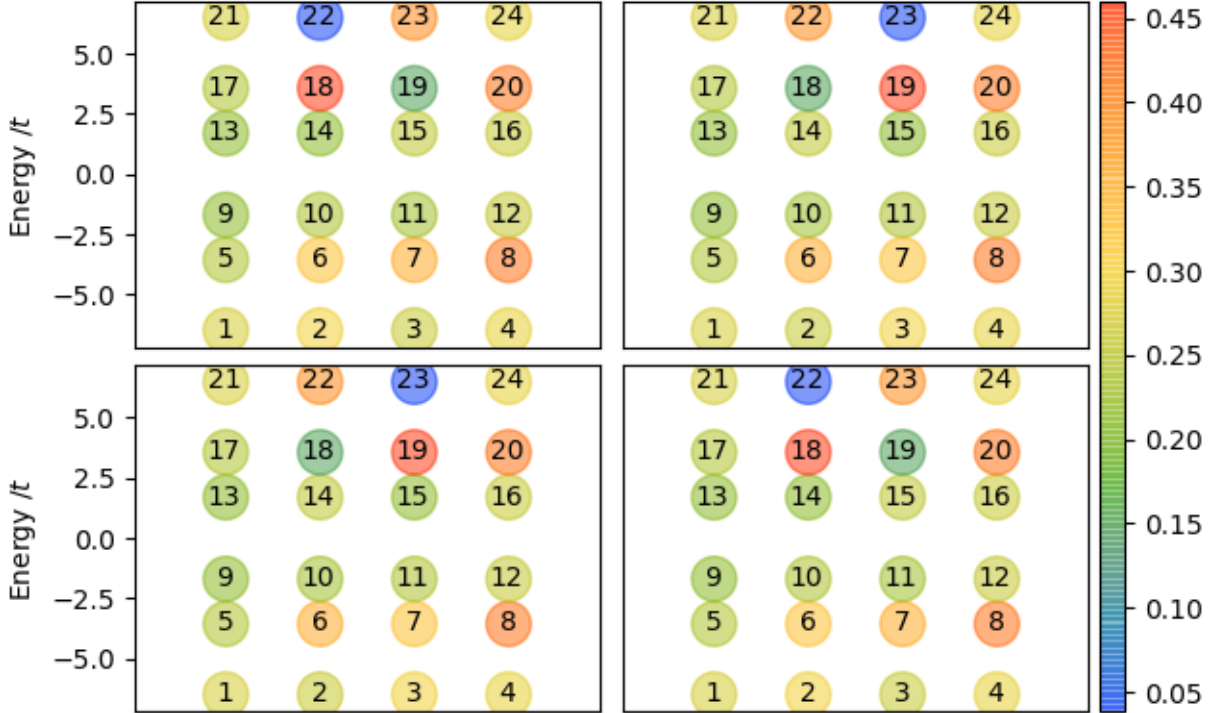 21 22 23 24 21 22 23 24 0.45
5.0
17 18 19 20 17 18 19 20 0.40
2.5
13 14 15 16 13 14 15 16 0.35
Energy /t
0.0
9 10 11 12 9 10 11 12 0.30
−2.5
5 6 7 8 5 6 7 8
−5.0
1 2 3 4 1 2 3 4 0.25
21 22 23 24 21 22 23 24
5.0 0.20
17 18 19 20 17 18 19 20
2.5
13 14 15 16 13 14 15 16 0.15
Energy /t
0.0
9 10 11 12 9 10 11 12
−2.5 0.10
5 6 7 8 5 6 7 8
−5.0
1 2 3 4 1 2 3 4 0.05